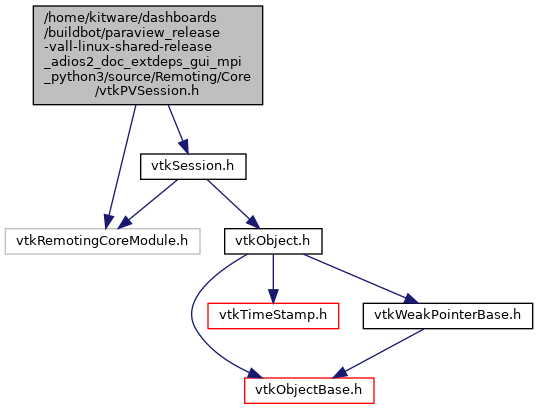 /home/kitware/dashboards
/buildbot/paraview_release
-vall-linux-shared-release
_adios2_doc_extdeps_gui_mpi
_python3/source/Remoting/Core
/vtkPVSession.h
vtkSession.h
vtkRemotingCoreModule.h
vtkObject.h
vtkTimeStamp.h
vtkWeakPointerBase.h
vtkObjectBase.h